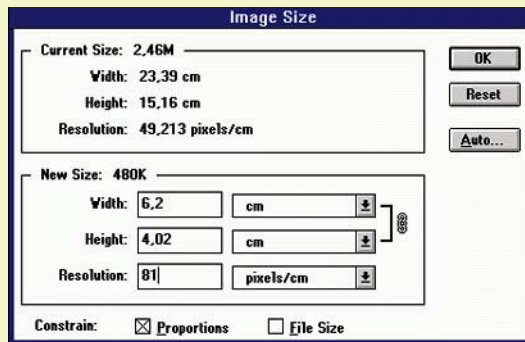 Image Size
Current Size: 2,46M
Width: 23,39 cm
Height: 15,16 cm
Resolution: 49,213 pixels/cm
OK
Reset
Auto...
New Size: 480K
Width: 6,2 cm
Height: 4,02 cm
Resolution: 81 pixels/cm
Constrain: Proportions File Size